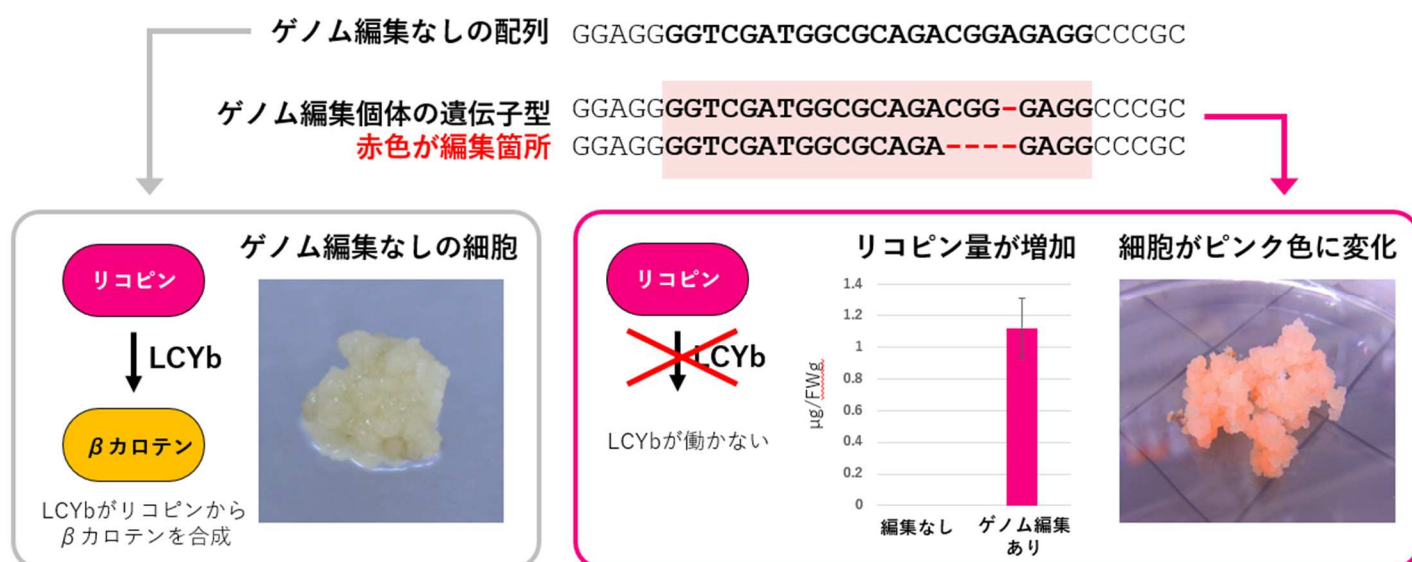 ゲノム編集なしの配列 GGAGGGGTCGATGGCGCAGACGGAGAGGCCCGC
ゲノム編集個体の遺伝子型 GGAGGGGTCGATGGCGCAGACGG-GAGGCCCGC
赤色が編集箇所 GGAGGGGTCGATGGCGCAGA----GAGGCCCGC
ゲノム編集なしの細胞
リコピン
LCYb
βカロテン
LCYbがリコピンから
βカロテンを合成
リコピン
LCYb
LCYbが働かない
リコピン量が増加
μg/FWg
1.4
1.2
1
0.8
0.6
0.4
0.2
0
編集なし
ゲノム編集
あり
細胞がピンク色に変化